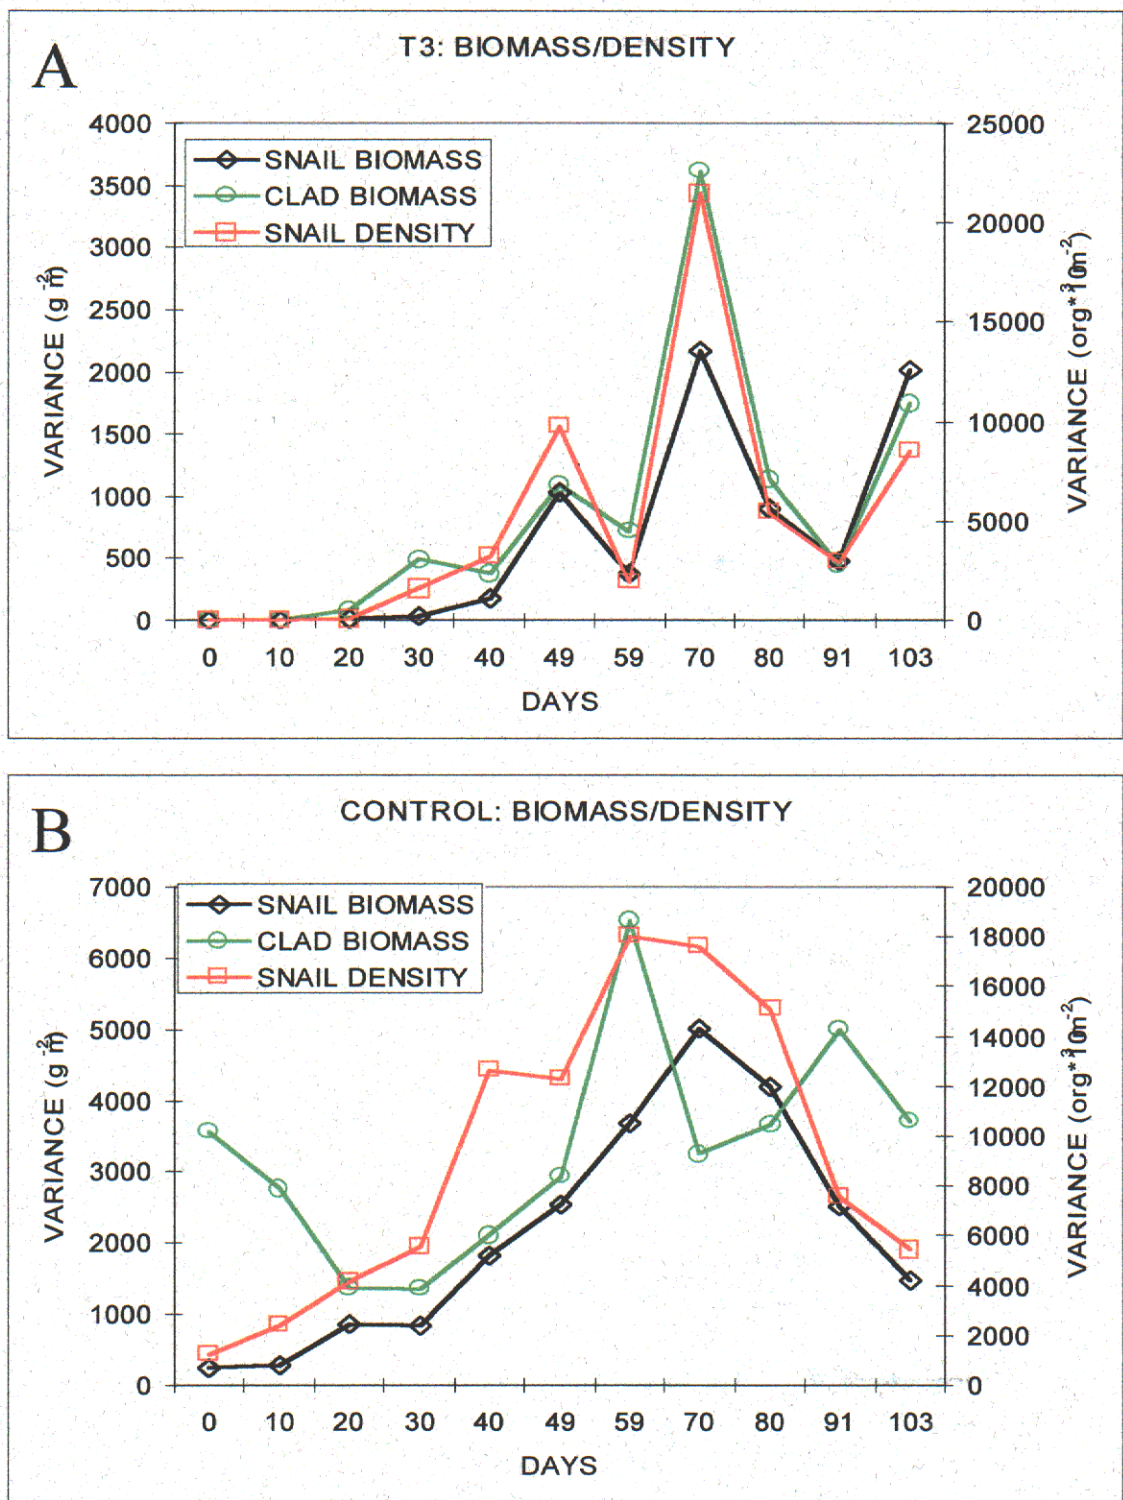 A
T3: BIOMASS/DENSITY
SNAIL BIOMASS
CLAD BIOMASS
SNAIL DENSITY
4000
3500
3000
2500
2000
1500
1000
500
0
VARIANCE (g m-2)
25000
20000
15000
10000
5000
0
VARIANCE (org*10³m-2)
0 10 20 30 40 49 59 70 80 91 103
DAYS
B
CONTROL: BIOMASS/DENSITY
SNAIL BIOMASS
CLAD BIOMASS
SNAIL DENSITY
7000
6000
5000
4000
3000
2000
1000
0
VARIANCE (g m-2)
20000
18000
16000
14000
12000
10000
8000
6000
4000
2000
0
VARIANCE (org*10³m-2)
0 10 20 30 40 49 59 70 80 91 103
DAYS